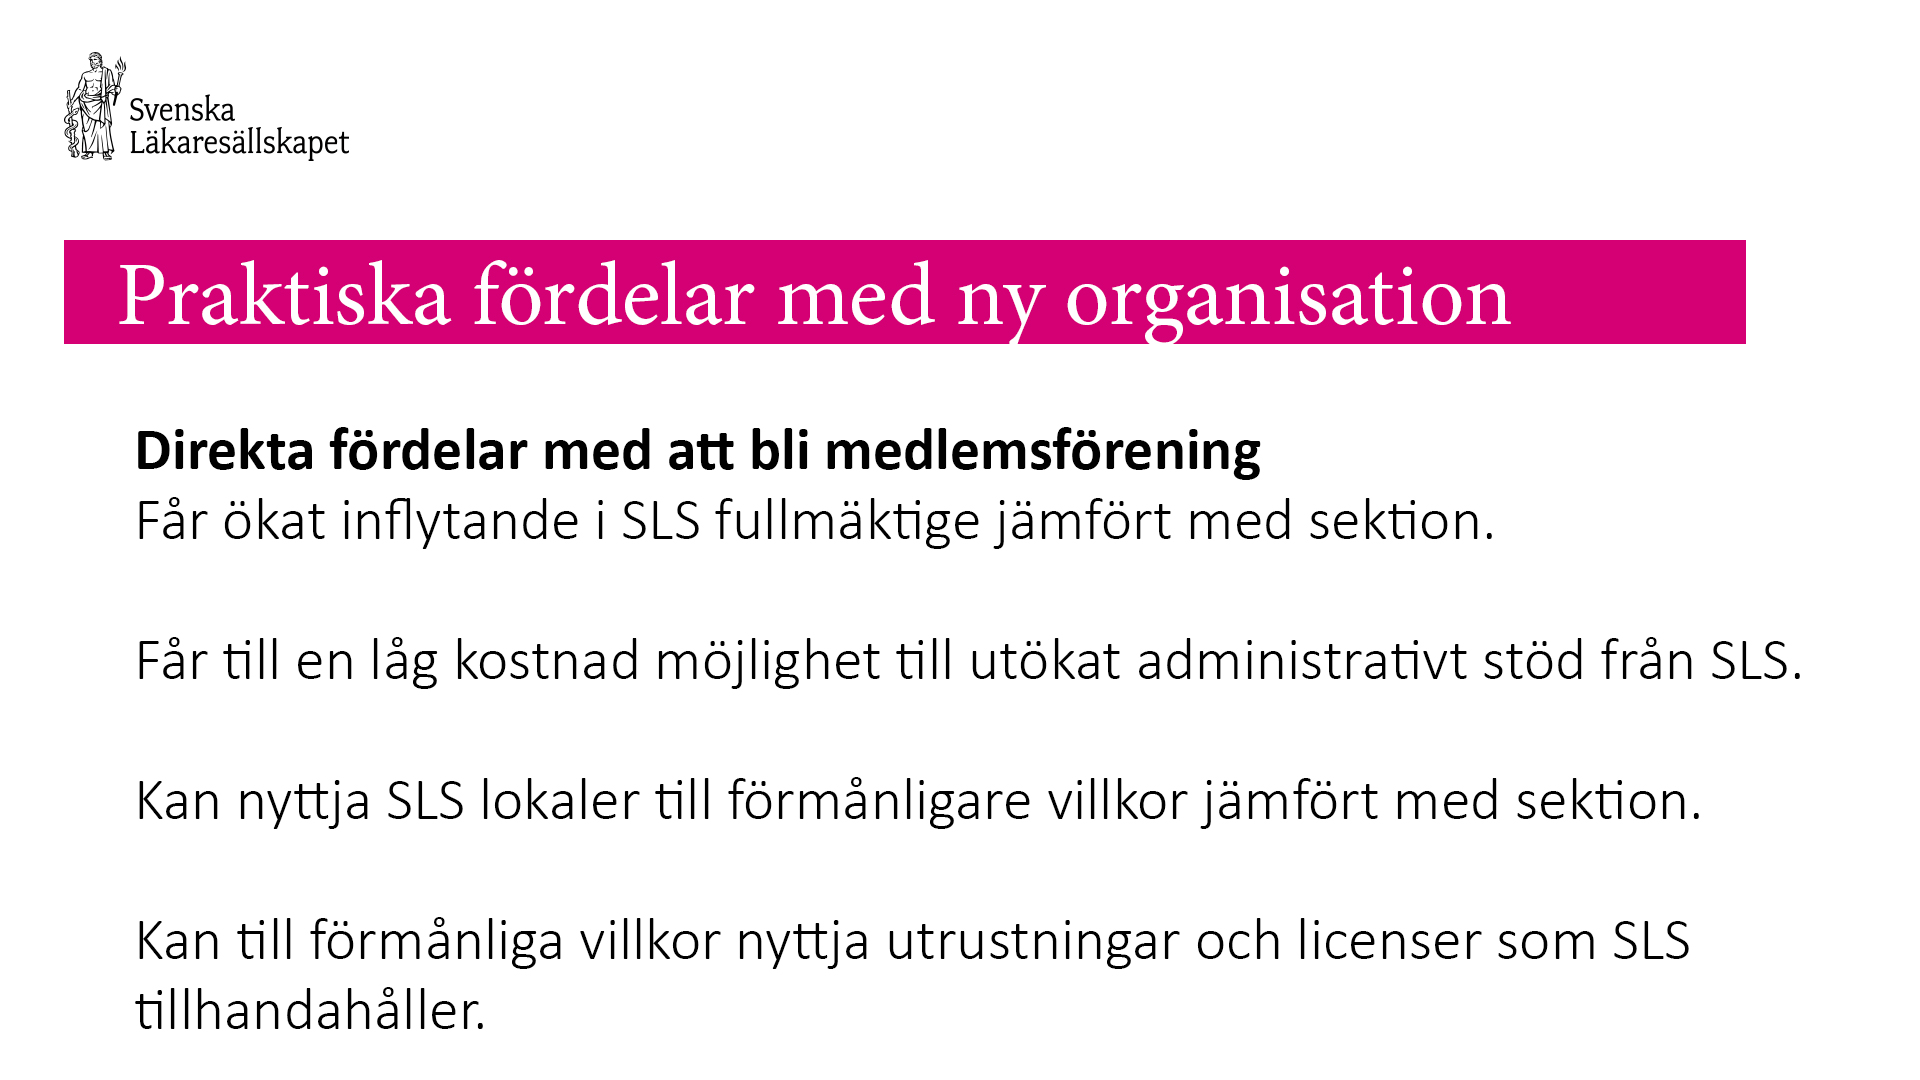 Svenska
Läkaresällskapet
Praktiska fördelar med ny organisation
Direkta fördelar med att bli medlemsförening
Får ökat inflytande i SLS fullmäktige jämfört med sektion.
Får till en låg kostnad möjlighet till utökat administrativt stöd från SLS.
Kan nyttja SLS lokaler till förmånligare villkor jämfört med sektion.
Kan till förmånliga villkor nyttja utrustningar och licenser som SLS
tillhandahåller.